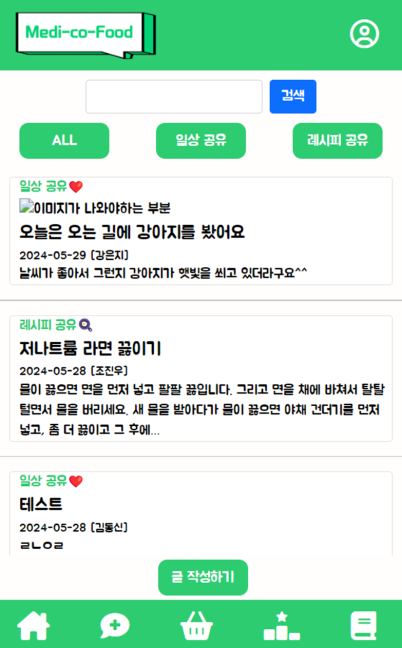 Medi-co-Food
검색
ALL
일상 공유
레시피 공유
일상 공유
이미지가 나와야하는 부분
오늘은 오는 길에 강아지를 봤어요
2024-05-29 [강은지]
날씨가 좋아서 그런지 강아지가 햇빛을 쐬고 있더라구요^^
레시피 공유
저나트륨 라면 끓이기
2024-05-28 [조진우]
물이 끓으면 면을 먼저 넣고 팔팔 끓입니다. 그리고 면을 채에 바쳐서 탈탈
털면서 물을 버리세요. 새 물을 받아다가 물이 끓으면 야채 건더기를 먼저
넣고, 좀 더 끓이고 그 후에...
일상 공유
테스트
2024-05-28 [김동신]
ㄹㄴㅇㄹ
글 작성하기